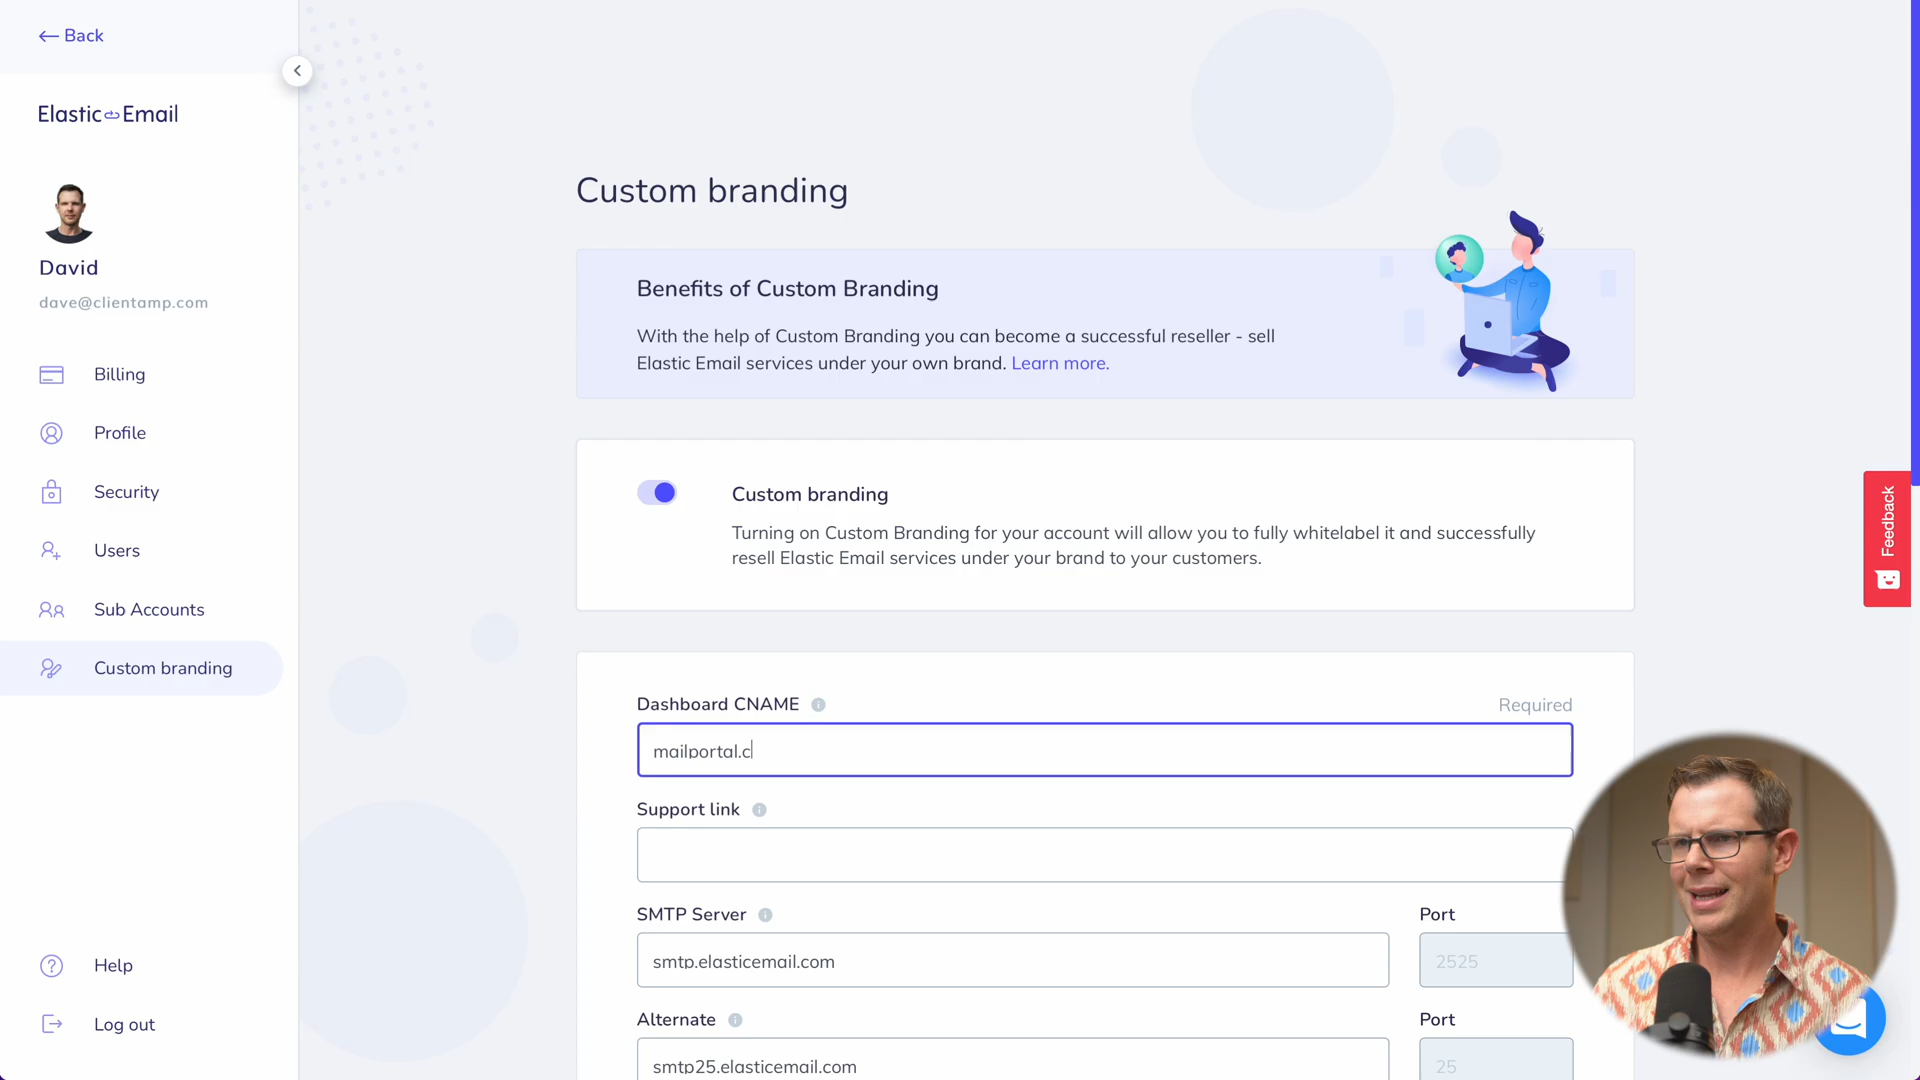 Back
Elastic Email
David
dave@clientamp.com
Billing
Profile
Security
Users
Sub Accounts
Custom branding
Help
Log out
Custom branding
Benefits of Custom Branding
With the help of Custom Branding you can become a successful reseller - sell
Elastic Email services under your own brand. Learn more.
Custom branding
Turning on Custom Branding for your account will allow you to fully whitelabel it and successfully
resell Elastic Email services under your brand to your customers.
Dashboard CNAME
Required
mailportal.c
Support link
SMTP Server
Port
smtp.elasticemail.com
2525
Alternate
Port
smtp25.elasticemail.com
25
Feedback